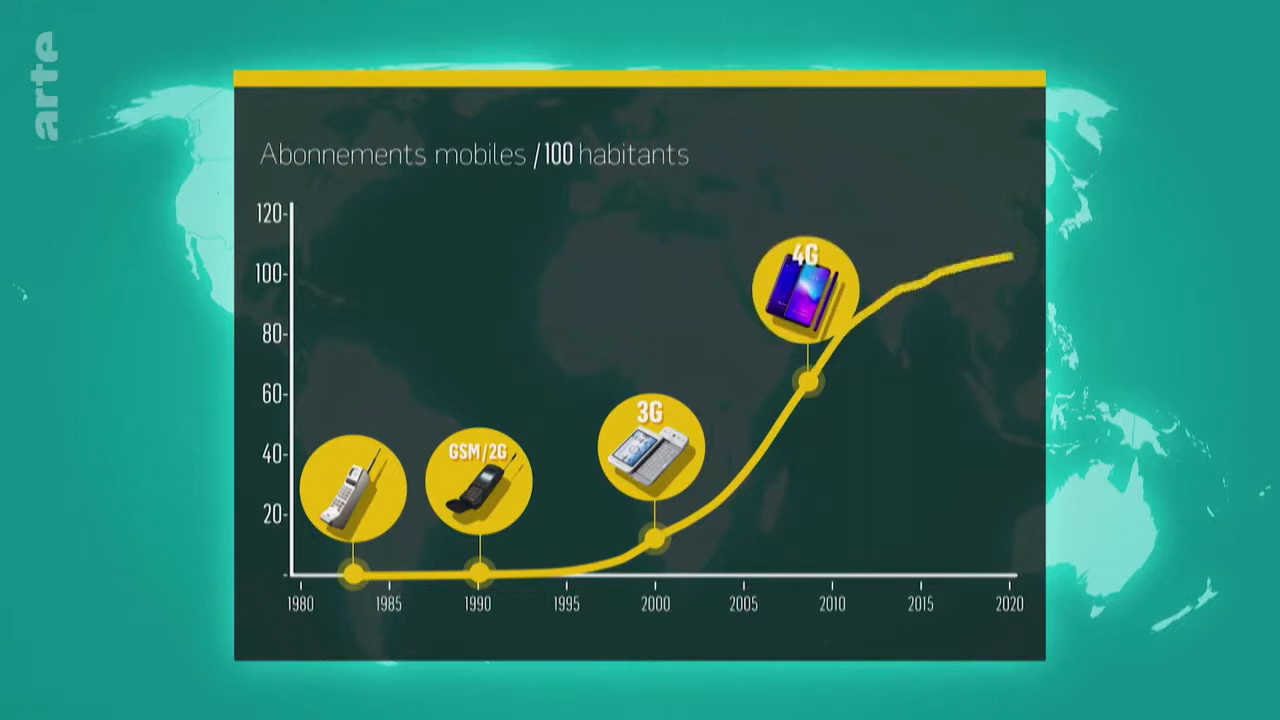 arte
Abonnements mobiles /100 habitants
120-
100-
80-
60-
40-
20-
-
GSM/2G
3G
4G
1980 1985 1990 1995 2000 2005 2010 2015 2020